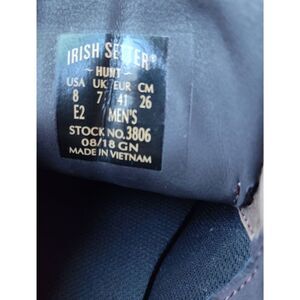 IRISH SETTER®
~ HUNT ~
USA UK EUR CM
8 7 41 26
E2 MEN'S
STOCK NO. 3806
08/18 GN
MADE IN VIETNAM